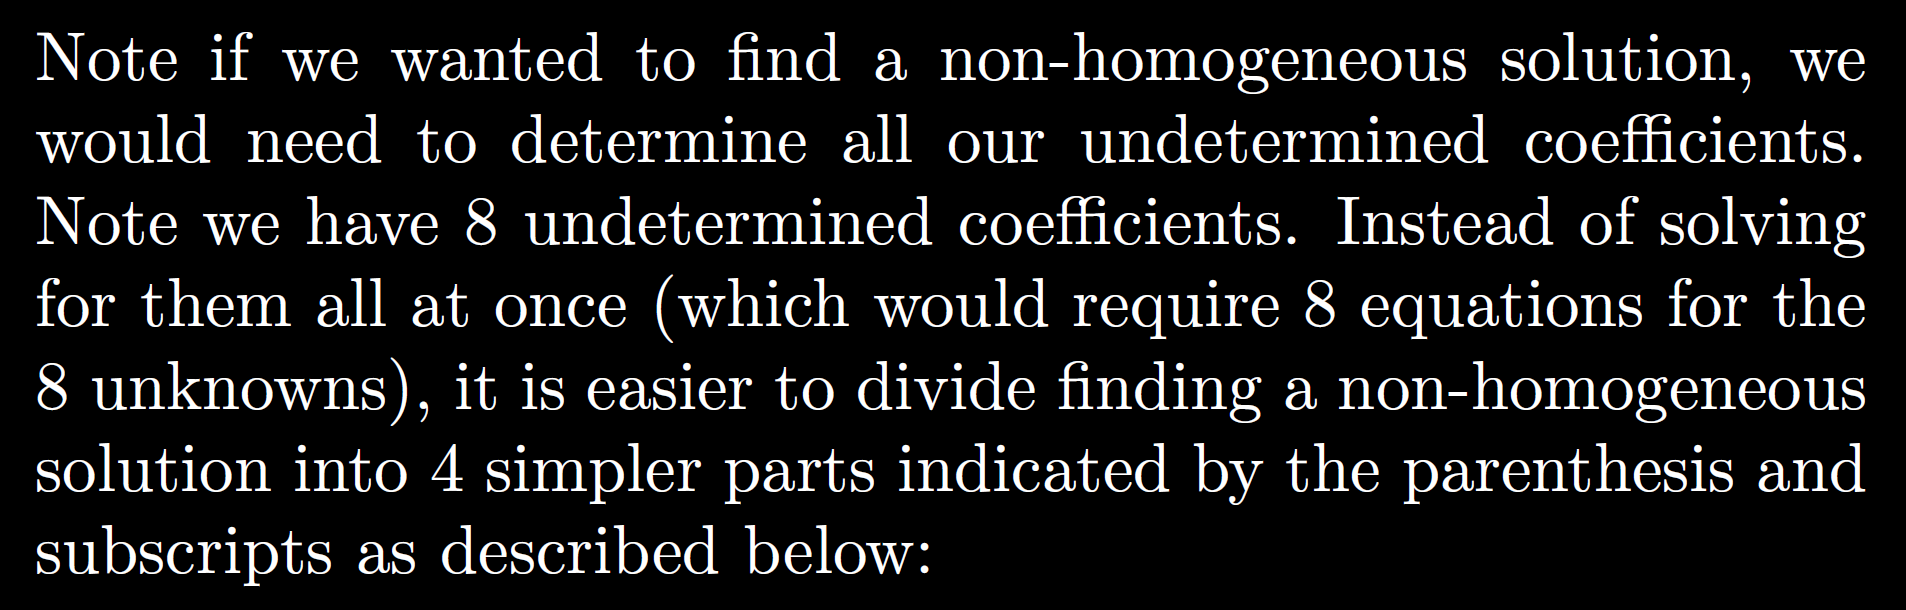 Note if we wanted to find a non-homogeneous solution, we
would need to determine all our undetermined coefficients.
Note we have 8 undetermined coefficients. Instead of solving
for them all at once (which would require 8 equations for the
8 unknowns), it is easier to divide finding a non-homogeneous
solution into 4 simpler parts indicated by the parenthesis and
subscripts as described below: